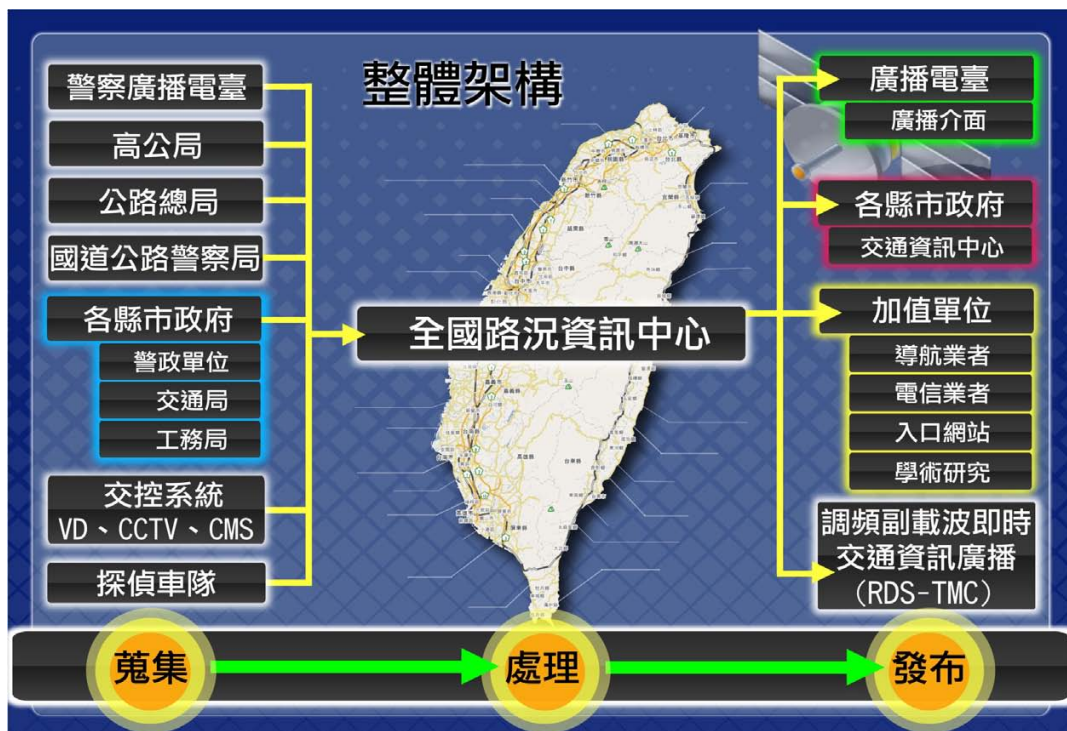 整體架構
警察廣播電臺
高公局
公路總局
國道公路警察局
各縣市政府
警政單位
交通局
工務局
交控系統
VD、CCTV、CMS
探偵車隊
全國路況資訊中心
廣播電臺
廣播介面
各縣市政府
交通資訊中心
加值單位
導航業者
電信業者
入口網站
學術研究
調頻副載波即時
交通資訊廣播
(RDS-TMC)
蒐集
處理
發布